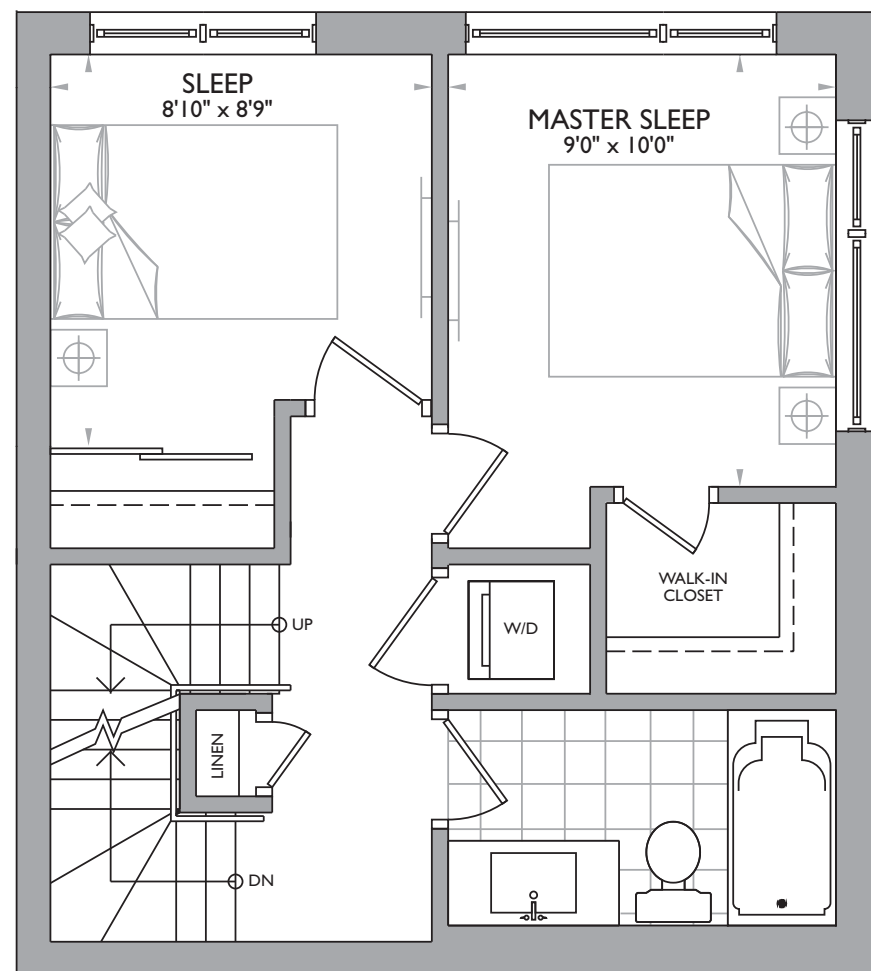 SLEEP
8'10" x 8'9"
MASTER SLEEP
9'0" x 10'0"
WALK-IN
CLOSET
UP
W/D
LINEN
DN